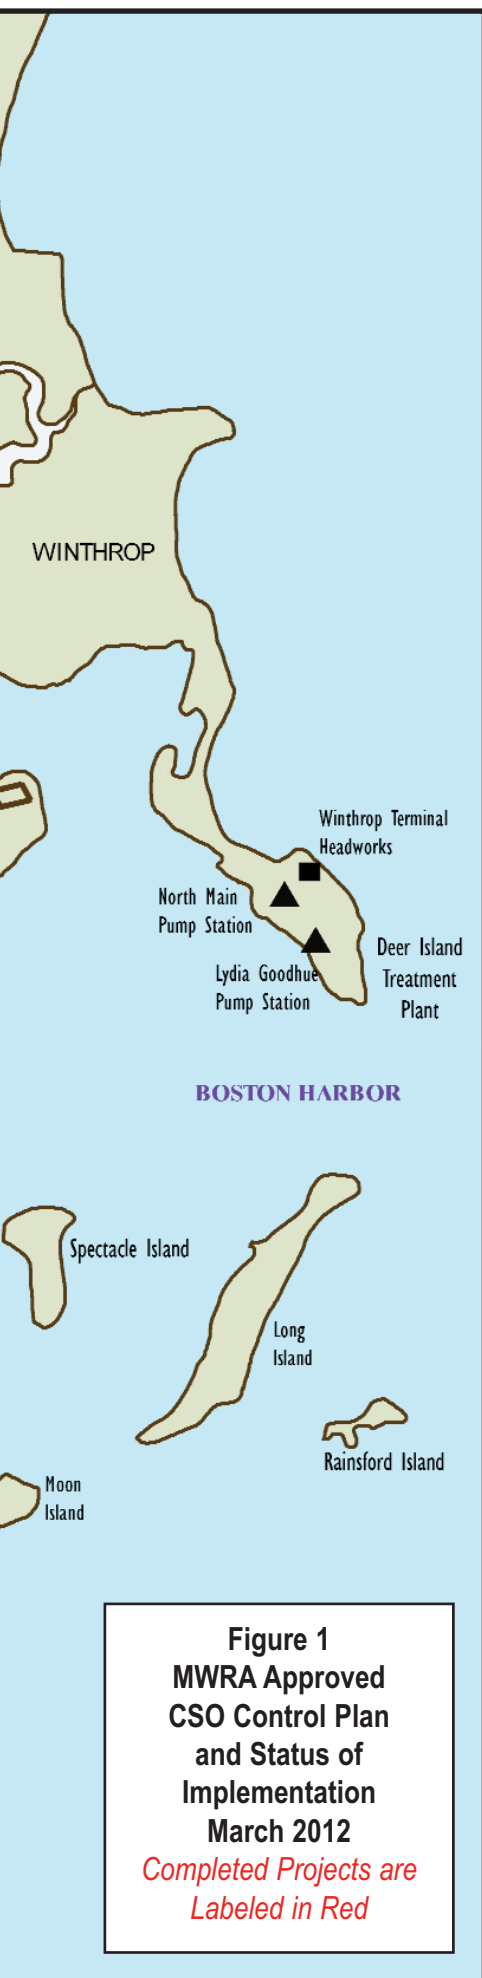 WINTHROP
Winthrop Terminal
Headworks
North Main
Pump Station
Lydia Goodhue
Pump Station
Deer Island
Treatment
Plant
BOSTON HARBOR
Spectacle Island
Long
Island
Rainsford Island
Moon
Island
Figure 1
MWRA Approved
CSO Control Plan
and Status of
Implementation
March 2012
Completed Projects are
Labeled in Red